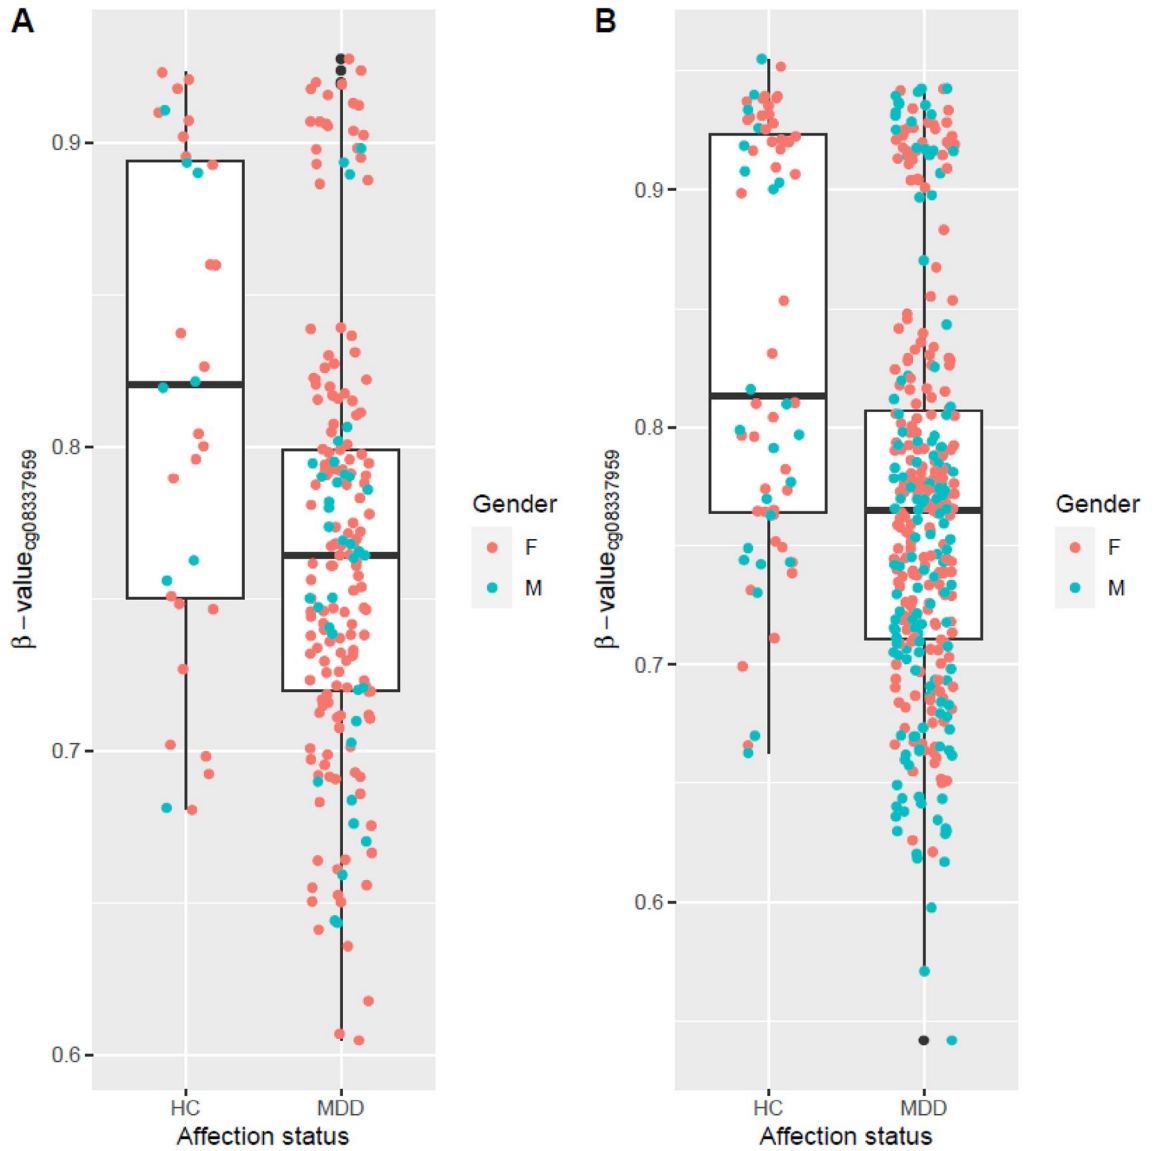 A
β − value cg08337959
0.9
0.8
0.7
0.6
HC
MDD
Affection status
Gender
F
M
B
β − value cg08337959
0.9
0.8
0.7
0.6
HC
MDD
Affection status
Gender
F
M